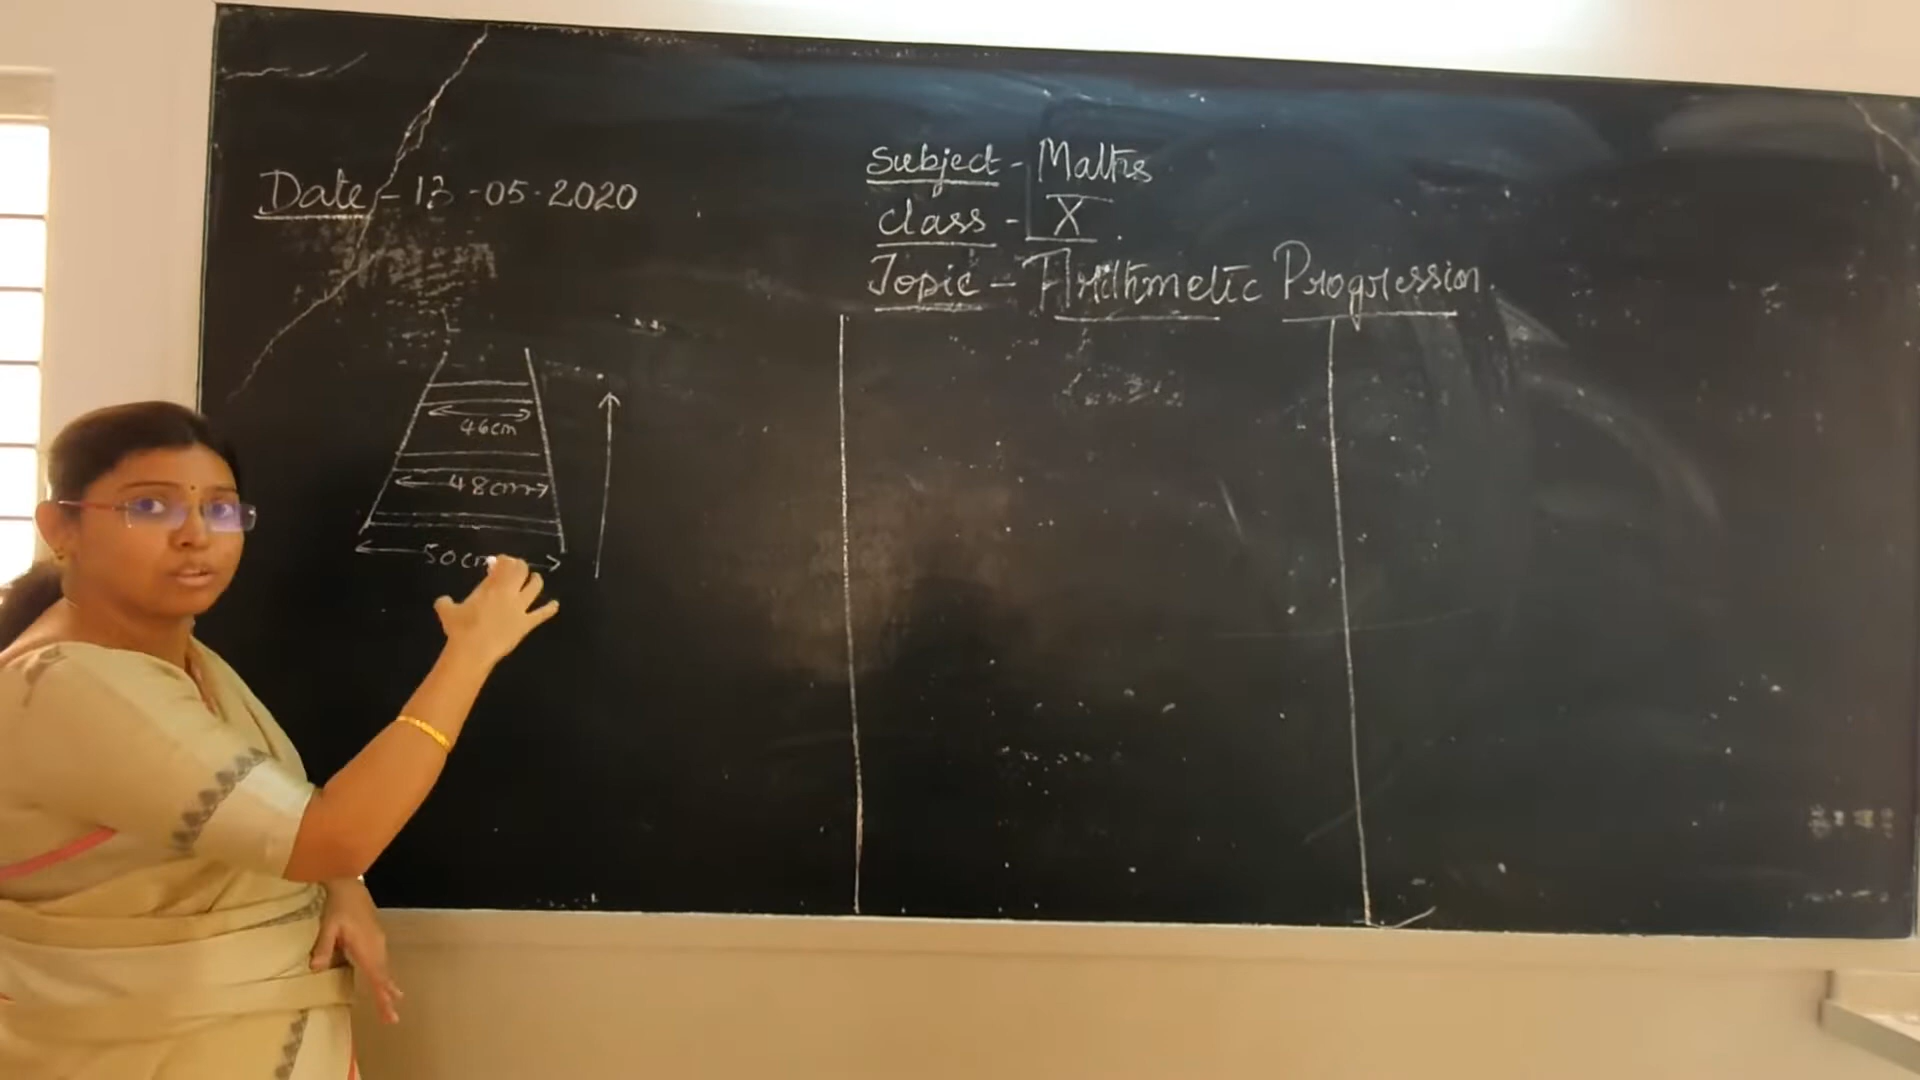 Date - 13-05-2020
Subject - Maths
Class - X
Topic - Arithmetic Progression.
46cm
48cm
50cm